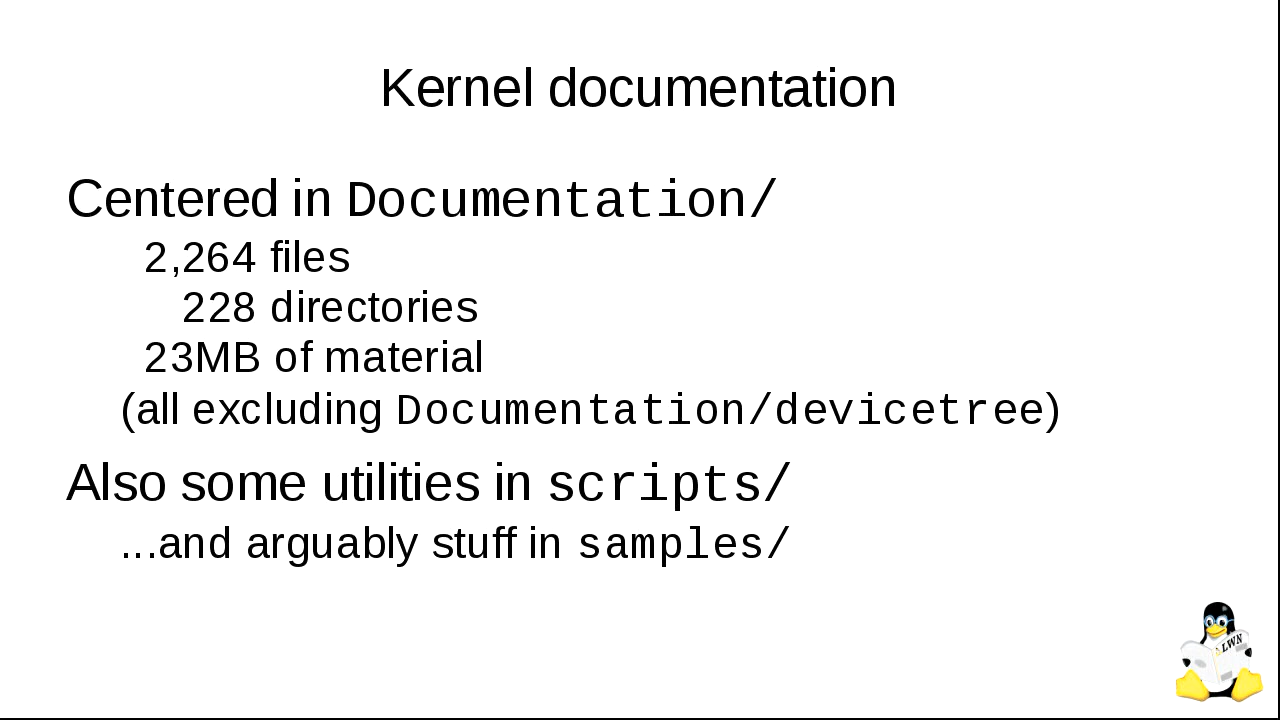 Kernel documentation
Centered in Documentation/
2,264 files
228 directories
23MB of material
(all excluding Documentation/devicetree)
Also some utilities in scripts/
...and arguably stuff in samples/
LWN